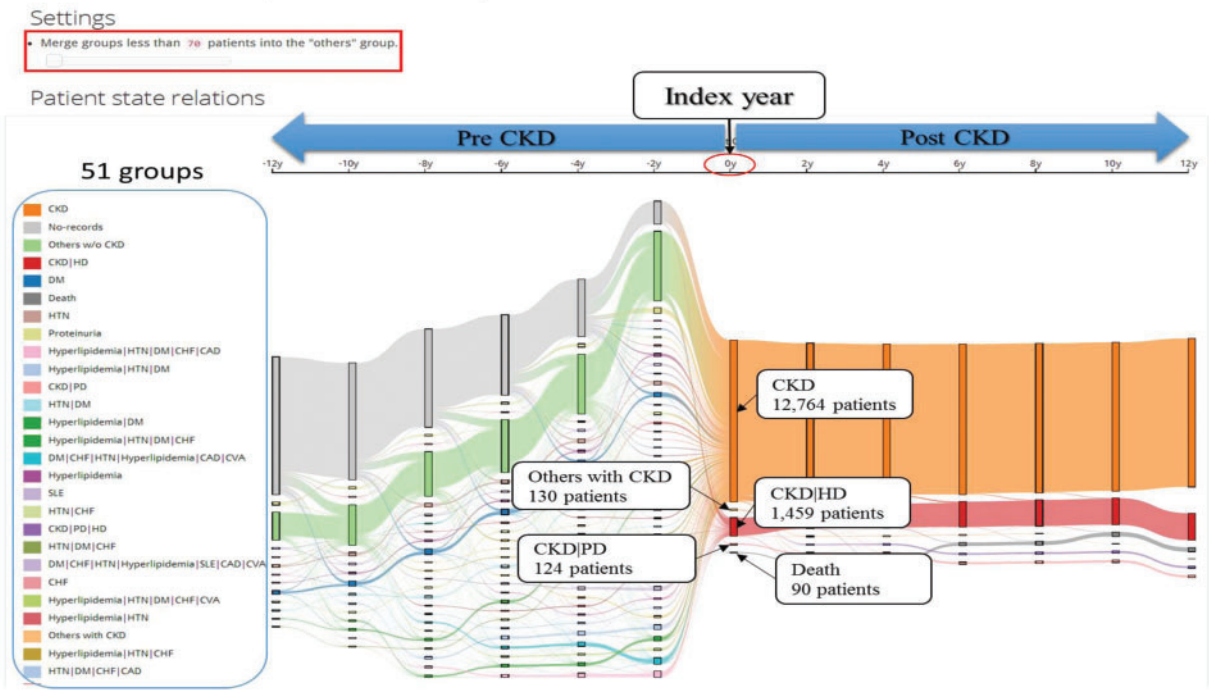 Settings
• Merge groups less than 70 patients into the "others" group.
Patient state relations
Index year
Pre CKD
Post CKD
-12y -10y -8y -6y -4y -2y 0y 2y 4y 6y 8y 10y 12y
51 groups
CKD
No-records
Others w/o CKD
CKD|HD
DM
Death
HTN
Proteinuria
Hyperlipidemia|HTN|DM|CHF|CAD
Hyperlipidemia|HTN|DM
CKD|PD
HTN|DM
Hyperlipidemia|DM
Hyperlipidemia|HTN|DM|CHF
DM|CHF|HTN|Hyperlipidemia|CAD|CVA
Hyperlipidemia
SLE
HTN|CHF
CKD|PD|HD
HTN|DM|CHF
DM|CHF|HTN|Hyperlipidemia|SLE|CAD|CVA
CHF
Hyperlipidemia|HTN|DM|CHF|CVA
Hyperlipidemia|HTN
Others with CKD
Hyperlipidemia|HTN|CHF
HTN|DM|CHF|CAD
CKD
12,764 patients
Others with CKD
130 patients
CKD|HD
1,459 patients
CKD|PD
124 patients
Death
90 patients